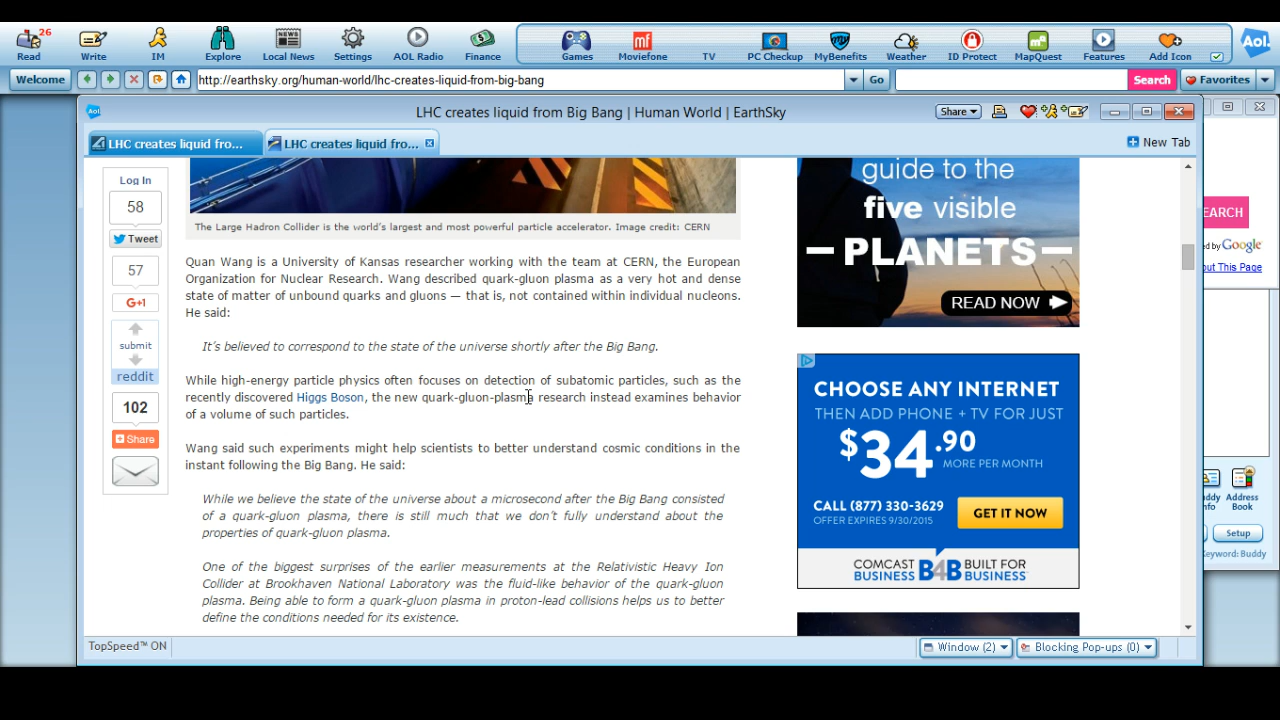 26
Read Write IM Explore Local News Settings AOL Radio Finance Games Moviefone TV PC Checkup MyBenefits Weather ID Protect MapQuest Features Add Icon Aol.
Welcome http://earthsky.org/human-world/lhc-creates-liquid-from-big-bang Go Search Favorites
Aol. LHC creates liquid from Big Bang | Human World | EarthSky Share
LHC creates liquid fro... LHC creates liquid fro... New Tab
Log In
58
Tweet
57
G+1
submit
reddit
102
Share
The Large Hadron Collider is the world's largest and most powerful particle accelerator. Image credit: CERN
Quan Wang is a University of Kansas researcher working with the team at CERN, the European
Organization for Nuclear Research. Wang described quark-gluon plasma as a very hot and dense
state of matter of unbound quarks and gluons — that is, not contained within individual nucleons.
He said:
It's believed to correspond to the state of the universe shortly after the Big Bang.
While high-energy particle physics often focuses on detection of subatomic particles, such as the
recently discovered Higgs Boson, the new quark-gluon-plasma research instead examines behavior
of a volume of such particles.
Wang said such experiments might help scientists to better understand cosmic conditions in the
instant following the Big Bang. He said:
While we believe the state of the universe about a microsecond after the Big Bang consisted
of a quark-gluon plasma, there is still much that we don't fully understand about the
properties of quark-gluon plasma.
One of the biggest surprises of the earlier measurements at the Relativistic Heavy Ion
Collider at Brookhaven National Laboratory was the fluid-like behavior of the quark-gluon
plasma. Being able to form a quark-gluon plasma in proton-lead collisions helps us to better
define the conditions needed for its existence.
guide to the
five visible
— PLANETS —
READ NOW
CHOOSE ANY INTERNET
THEN ADD PHONE + TV FOR JUST
$34.90
MORE PER MONTH
CALL (877) 330-3629
OFFER EXPIRES 9/30/2015
GET IT NOW
COMCAST BUSINESS B4B BUILT FOR BUSINESS
EARCH
ed by Google
out This Page
uddy Info Address Book
Setup
Keyword: Buddy
TopSpeed™ ON Window (2) Blocking Pop-ups (0)